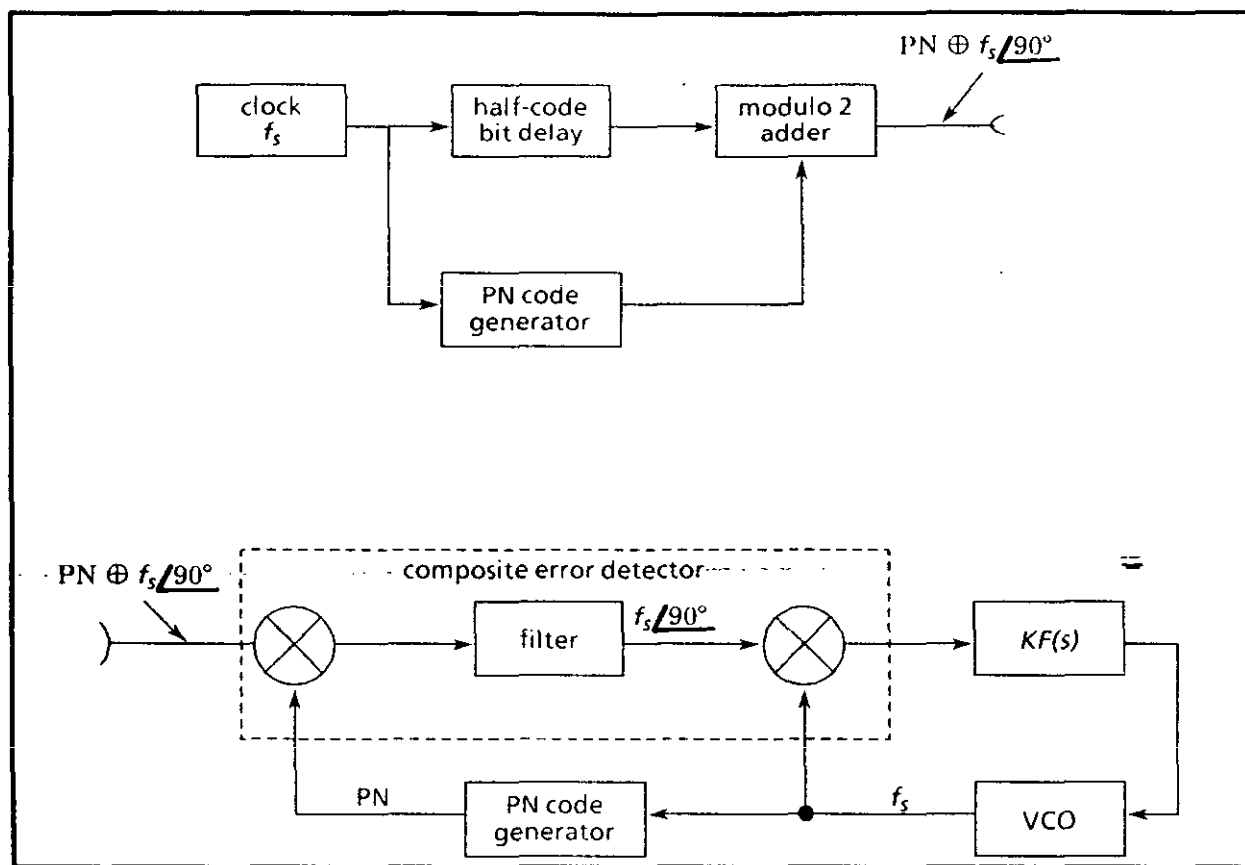 PN ⊕ fs/90°
clock
fs
half-code
bit delay
modulo 2
adder
PN code
generator
PN ⊕ fs/90°
composite error detector
filter
fs/90°
KF(s)
PN
PN code
generator
fs
VCO